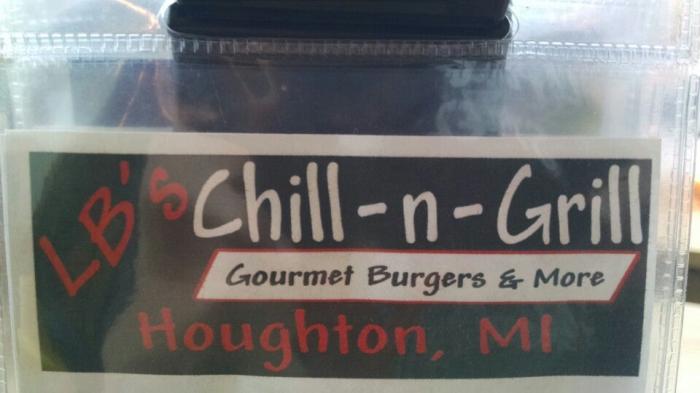 LB's Chill-n-Grill
Gourmet Burgers & More
Houghton, MI